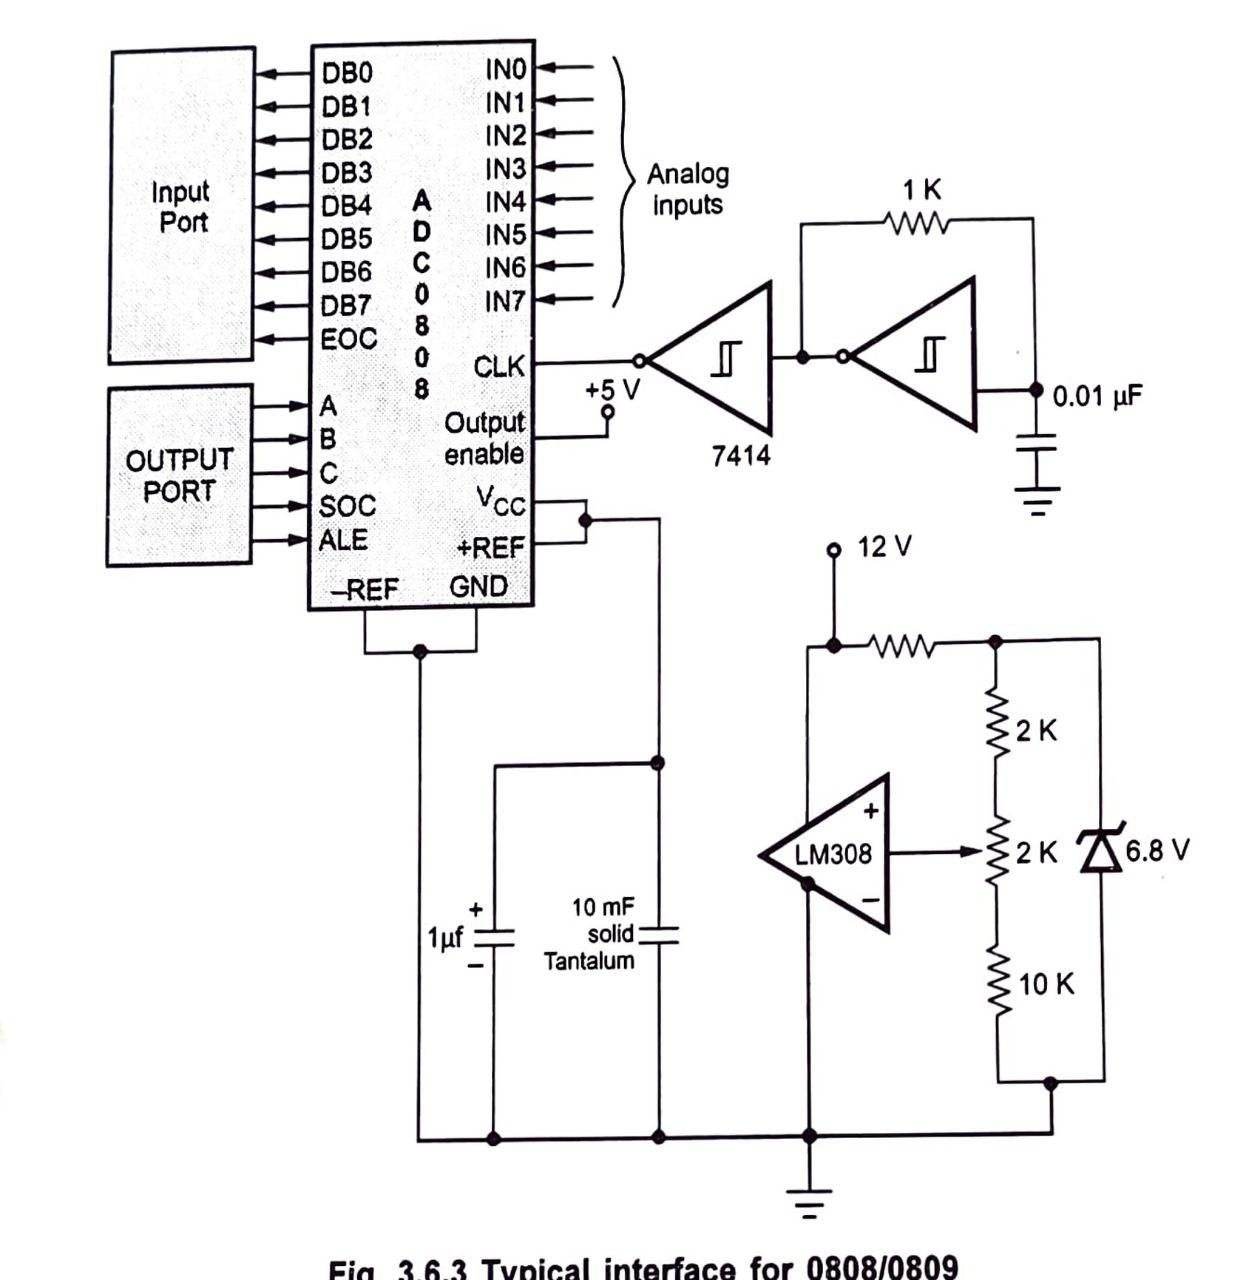 Input
Port
DB0
DB1
DB2
DB3
DB4
DB5
DB6
DB7
EOC
A
D
C
0
8
0
8
IN0
IN1
IN2
IN3
IN4
IN5
IN6
IN7
CLK
Analog
inputs
1 K
+5 V
7414
0.01 µF
OUTPUT
PORT
A
B
C
SOC
ALE
Output
enable
VCC
+REF
–REF
GND
12 V
2 K
+
LM308
–
2 K
6.8 V
10 K
+
1µf
–
10 mF
solid
Tantalum
Fig. 3.6.3 Typical interface for 0808/0809